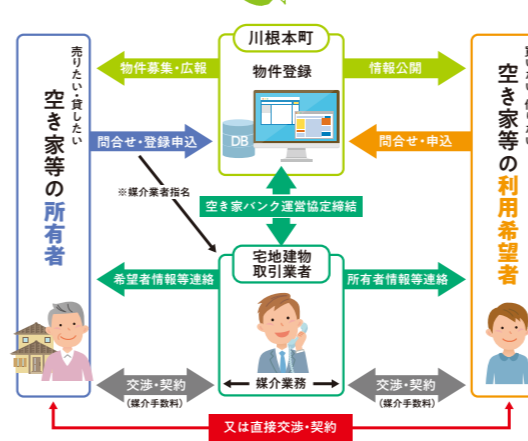 川根本町
物件登録
DB
売りたい・貸したい
空き家等の所有者
物件募集・広報
情報公開
問合せ・登録申込
問合せ・申込
※媒介業者指名
空き家バンク運営協定締結
宅地建物
取引業者
希望者情報等連絡
所有者情報等連絡
媒介業務
交渉・契約
(媒介手数料)
交渉・契約
(媒介手数料)
又は直接交渉・契約
空き家等の利用希望者